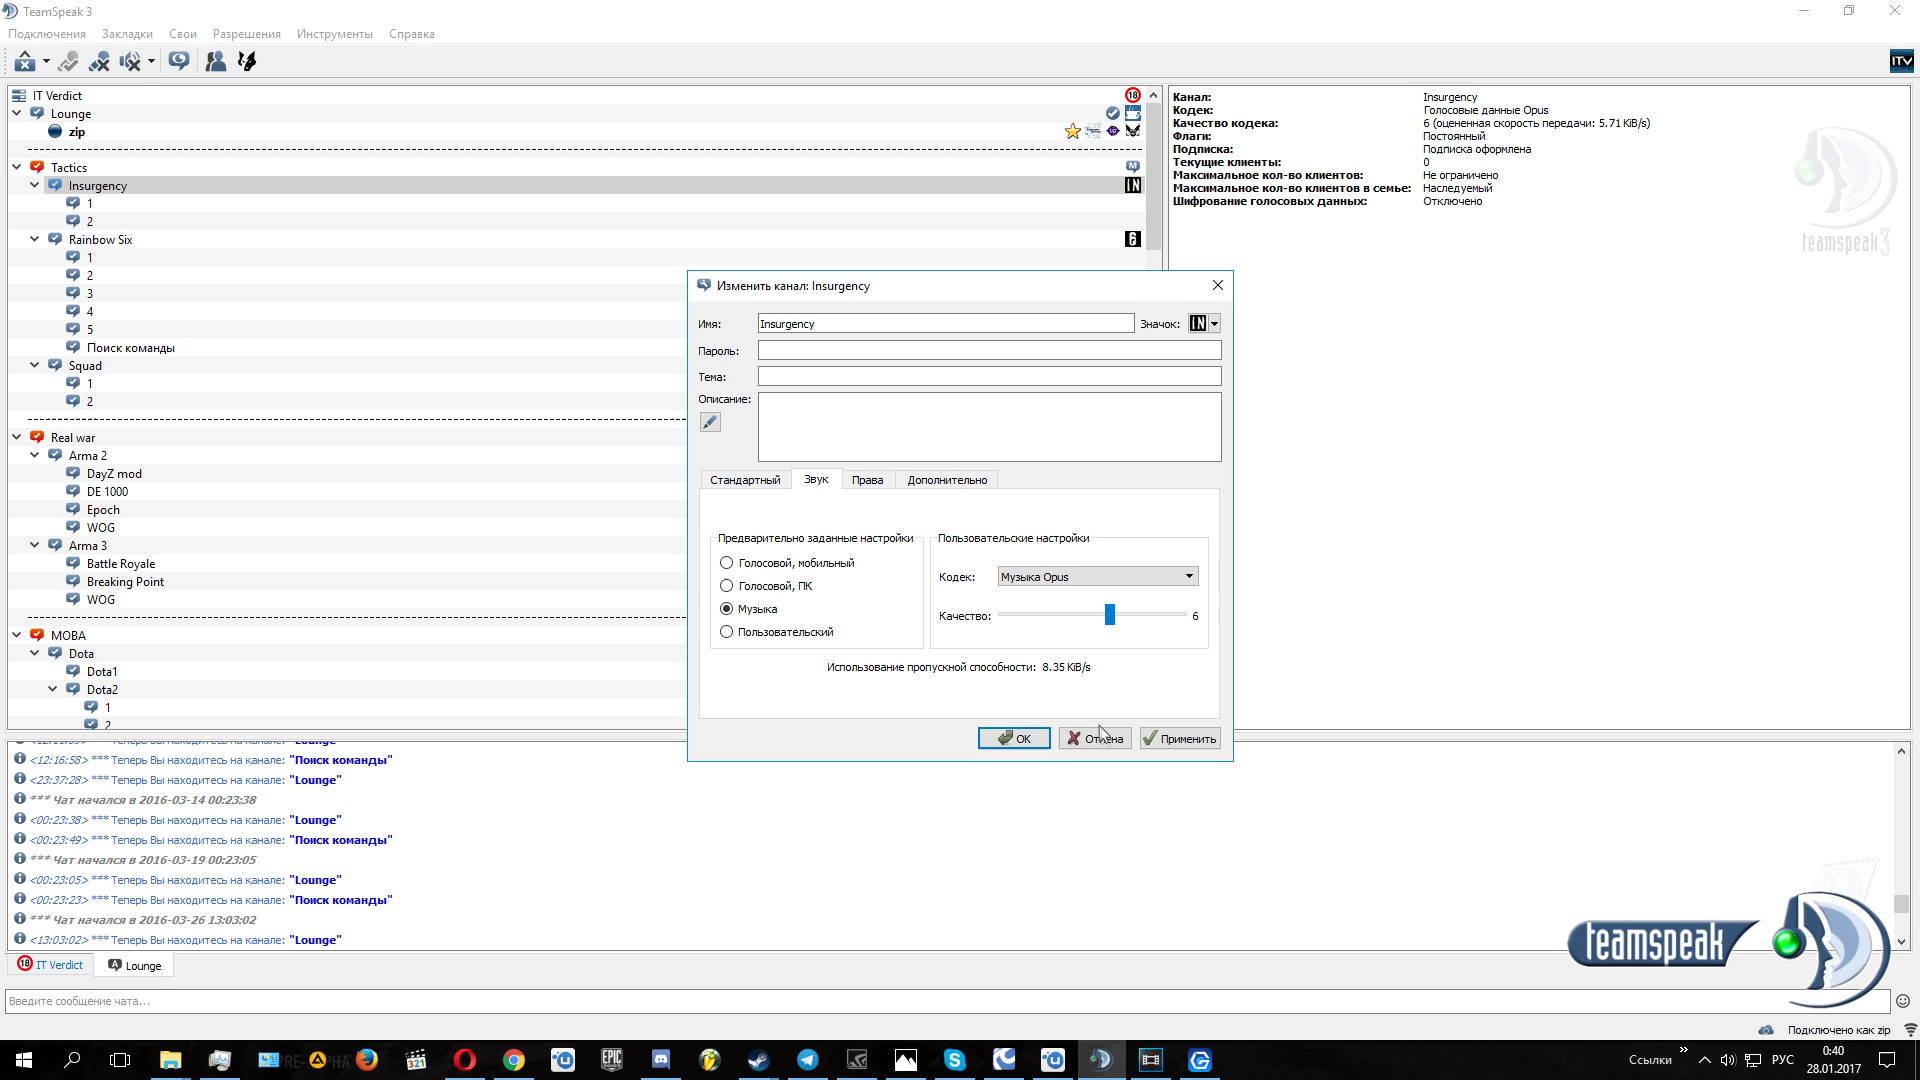 TeamSpeak 3
Подключения Закладки Свои Разрешения Инструменты Справка
ITV
IT Verdict
18
Lounge
zip
Tactics
M
Insurgency
IN
1
2
Rainbow Six
6
1
2
3
4
5
Поиск команды
Squad
1
2
Real war
Arma 2
DayZ mod
DE 1000
Epoch
WOG
Arma 3
Battle Royale
Breaking Point
WOG
MOBA
Dota
Dota1
Dota2
1
2
Канал: Insurgency
Кодек: Голосовые данные Opus
Качество кодека: 6 (оцененная скорость передачи: 5.71 KiB/s)
Флаги: Постоянный
Подписка: Подписка оформлена
Текущие клиенты: 0
Максимальное кол-во клиентов: Не ограничено
Максимальное кол-во клиентов в семье: Наследуемый
Шифрование голосовых данных: Отключено
teamspeak3
Изменить канал: Insurgency
Имя: Insurgency Значок: IN
Пароль:
Тема:
Описание:
Стандартный Звук Права Дополнительно
Предварительно заданные настройки
Голосовой, мобильный
Голосовой, ПК
Музыка
Пользовательский
Пользовательские настройки
Кодек: Музыка Opus
Качество: 6
Использование пропускной способности: 8.35 KiB/s
OK Отмена Применить
<12:16:58> *** Теперь Вы находитесь на канале: "Поиск команды"
<23:37:28> *** Теперь Вы находитесь на канале: "Lounge"
*** Чат начался в 2016-03-14 00:23:38
<00:23:38> *** Теперь Вы находитесь на канале: "Lounge"
<00:23:49> *** Теперь Вы находитесь на канале: "Поиск команды"
*** Чат начался в 2016-03-19 00:23:05
<00:23:05> *** Теперь Вы находитесь на канале: "Lounge"
<00:23:23> *** Теперь Вы находитесь на канале: "Поиск команды"
*** Чат начался в 2016-03-26 13:03:02
<13:03:02> *** Теперь Вы находитесь на канале: "Lounge"
teamspeak
18 IT Verdict Lounge
Введите сообщение чата...
Подключено как zip
EPIC GAMES
321
Ссылки
РУС
0:40
28.01.2017